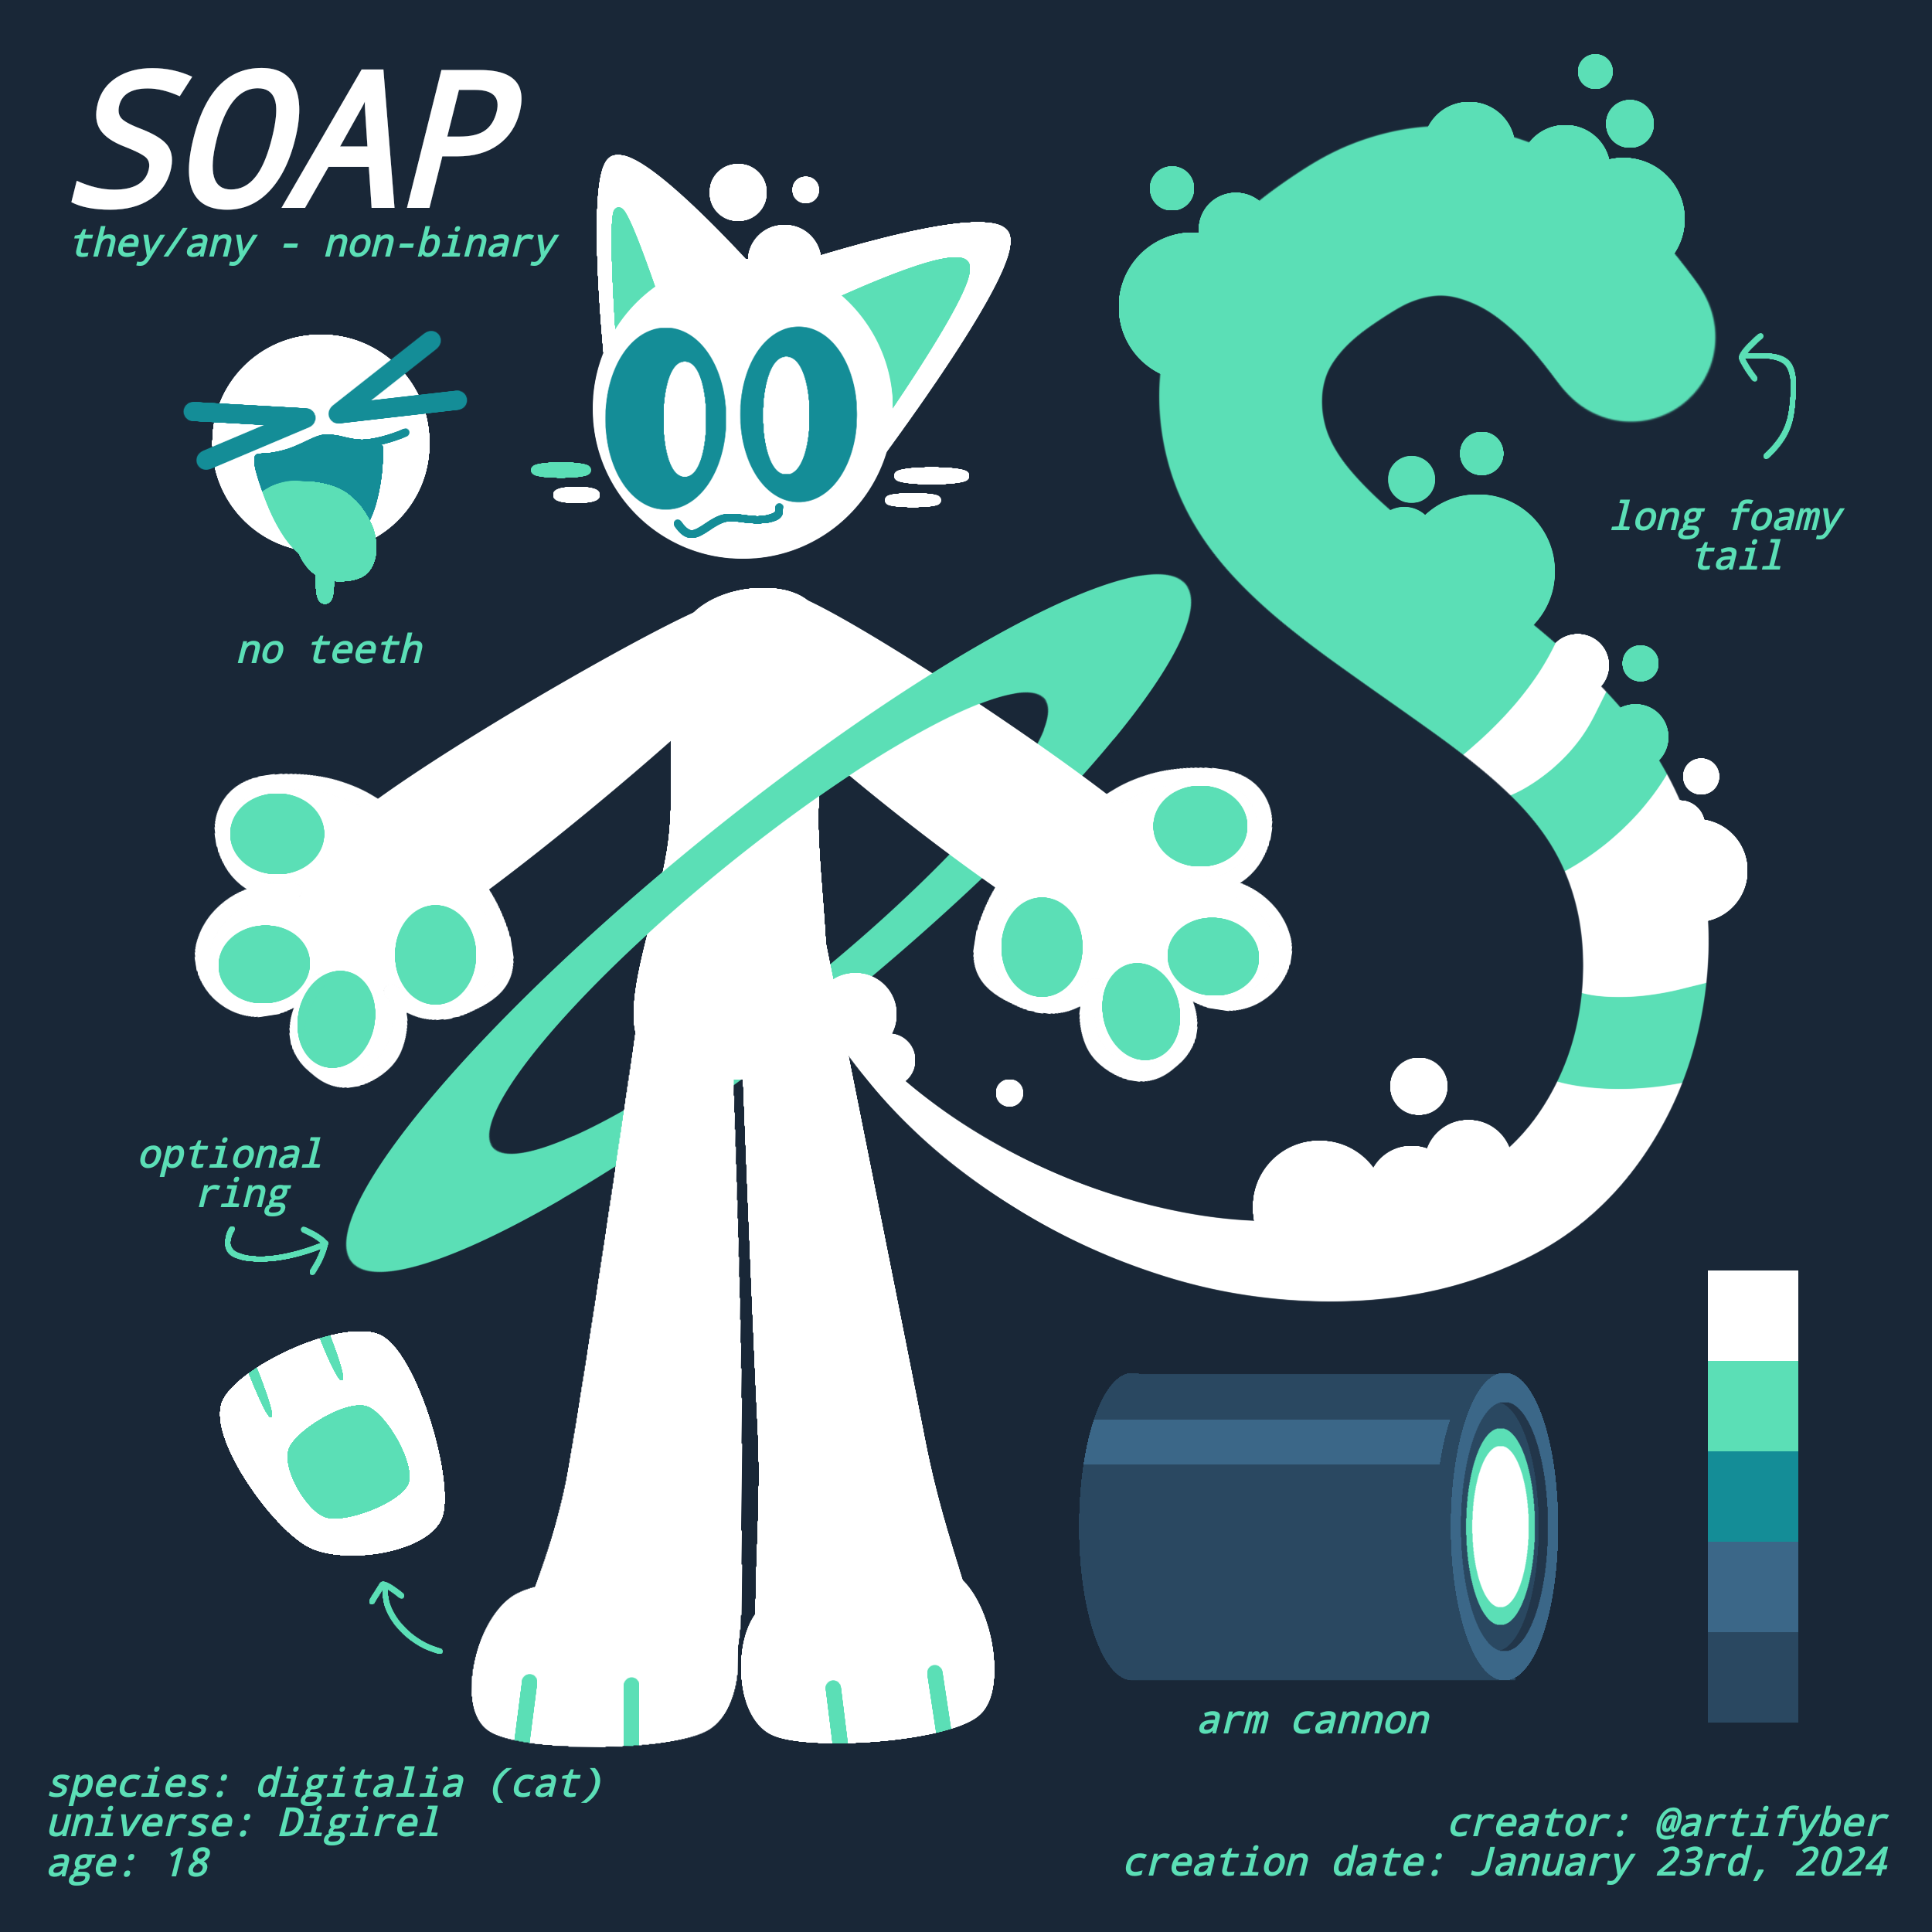 SOAP
they/any - non-binary
no teeth
long foamy
tail
optional
ring
arm cannon
species: digitalia (cat)
universe: Digirel
age: 18
creator: @artifyber
creation date: January 23rd, 2024